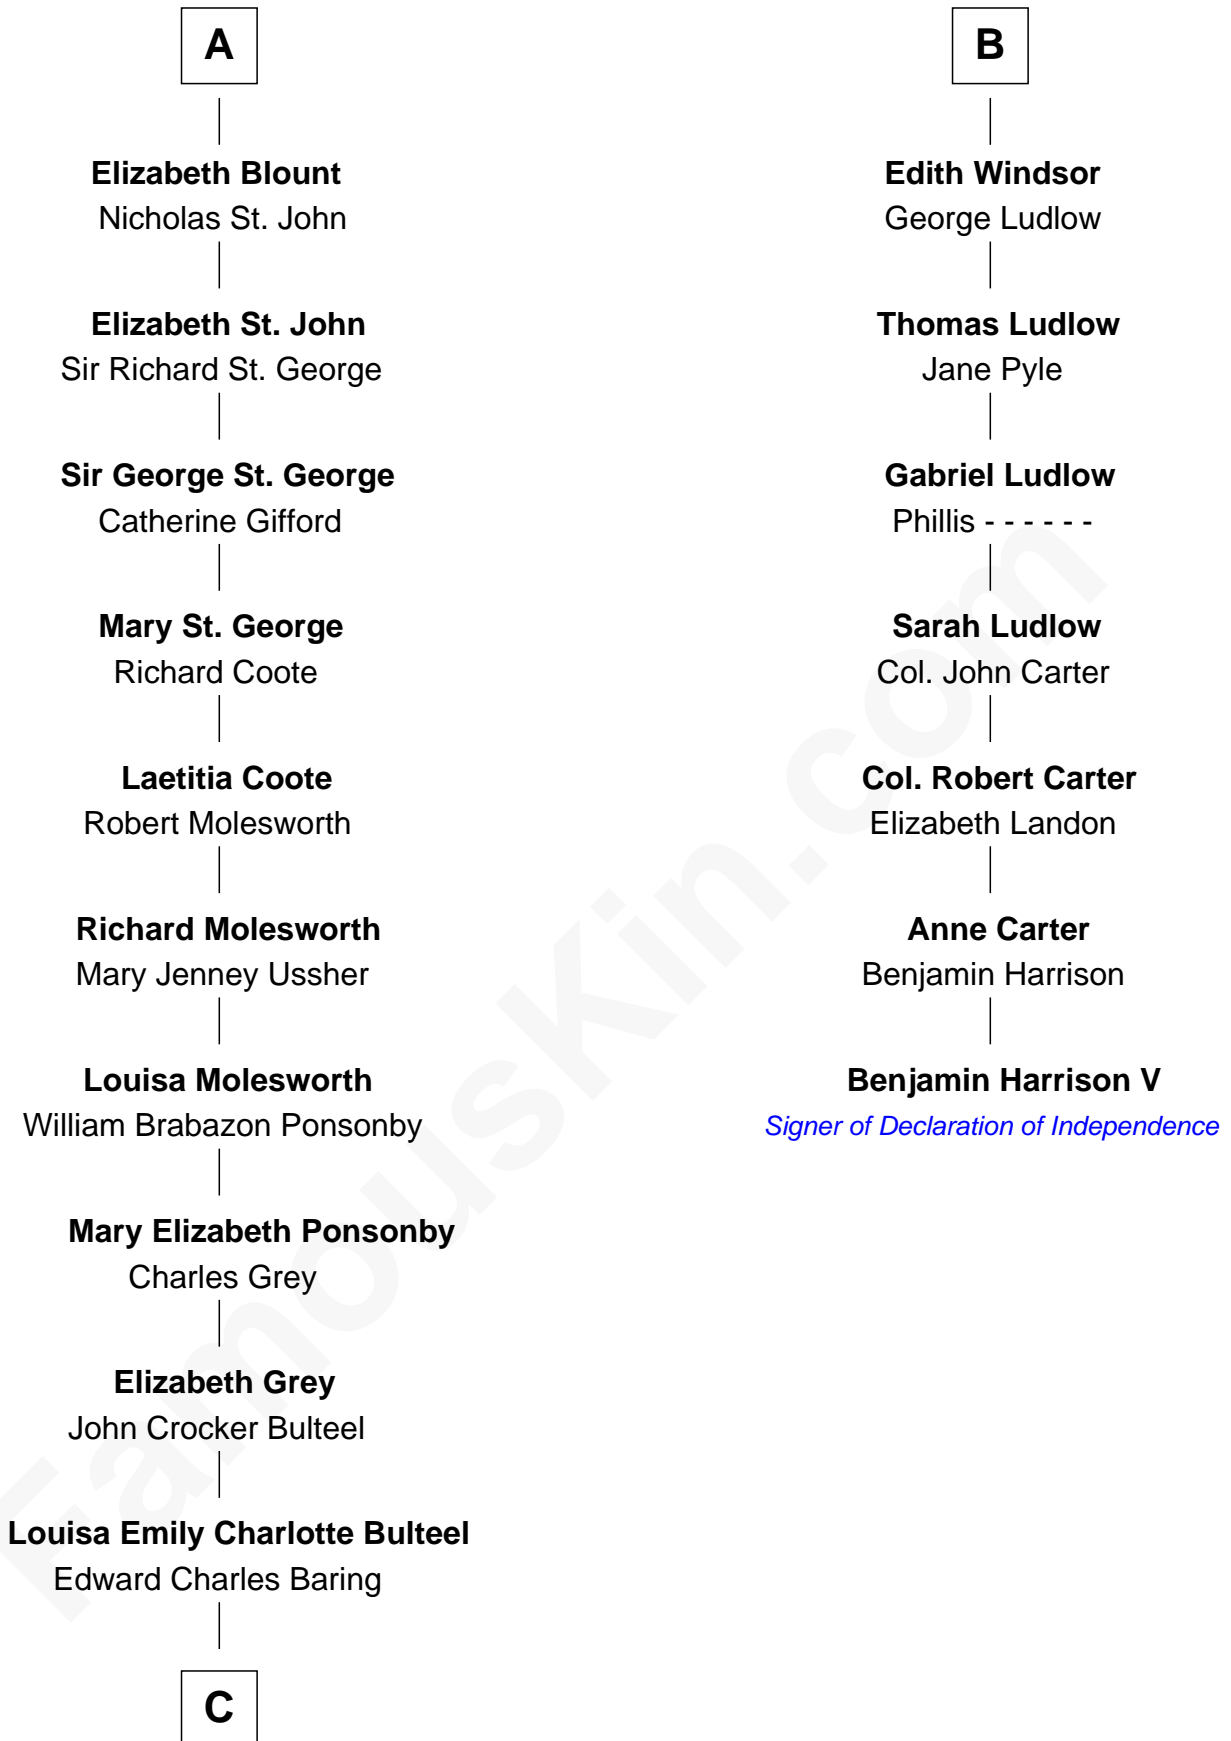 A
Elizabeth Blount
Nicholas St. John
Elizabeth St. John
Sir Richard St. George
Sir George St. George
Catherine Gifford
Mary St. George
Richard Coote
Laetitia Coote
Robert Molesworth
Richard Molesworth
Mary Jenney Ussher
Louisa Molesworth
William Brabazon Ponsonby
Mary Elizabeth Ponsonby
Charles Grey
Elizabeth Grey
John Crocker Bulteel
Louisa Emily Charlotte Bulteel
Edward Charles Baring
C
B
Edith Windsor
George Ludlow
Thomas Ludlow
Jane Pyle
Gabriel Ludlow
Phillis - - - - - -
Sarah Ludlow
Col. John Carter
Col. Robert Carter
Elizabeth Landon
Anne Carter
Benjamin Harrison
Benjamin Harrison V
Signer of Declaration of Independence
FamousKin.com